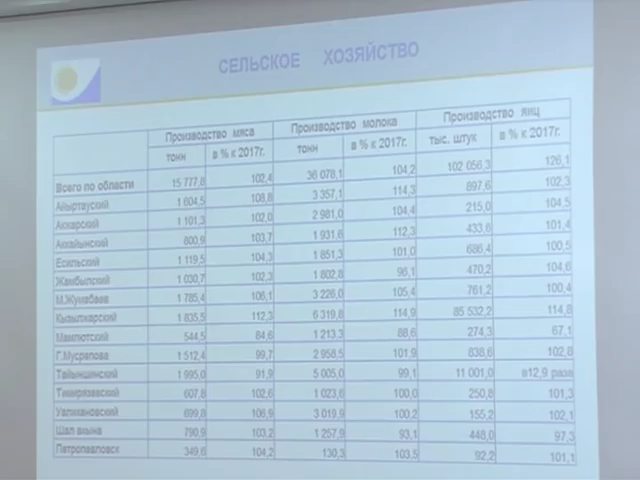 СЕЛЬСКОЕ ХОЗЯЙСТВО
Производство мяса Производство молока Производство яиц
тонн в % к 2017г. тонн в % к 2017г. тыс. штук в % к 2017г.
Всего по области 15 777,8 102,4 36 078,1 104,2 102 056,3 126,1
Айыртауский 1 604,5 108,8 3 357,1 114,3 897,6 102,3
Аккарский 1 101,3 102,0 2 981,0 104,4 215,0 104,5
Аккайынский 800,9 103,7 1 931,6 112,3 433,6 101,4
Есильский 1 119,5 104,3 1 851,3 101,0 686,4 100,5
Жамбылский 1 030,7 102,3 1 802,8 96,1 470,2 104,6
М.Жумабаев 1 785,4 106,1 3 226,0 105,4 761,2 100,4
Кызылжарский 1 835,5 112,3 6 319,8 114,9 85 532,2 114,8
Мамлютский 544,5 84,6 1 213,3 88,6 274,3 67,1
Г.Мусрепова 1 512,4 99,7 2 958,5 101,9 838,6 102,8
Тайыншинский 1 995,0 91,9 5 005,0 99,1 11 001,0 в12,9 раза
Тимирязевский 607,8 102,6 1 023,6 100,0 250,8 101,3
Уалихановский 699,8 106,9 3 019,9 100,2 155,2 102,1
Шал акына 790,9 103,2 1 257,9 93,1 448,0 97,3
Петропавловск 349,6 104,2 130,3 103,5 92,2 101,1